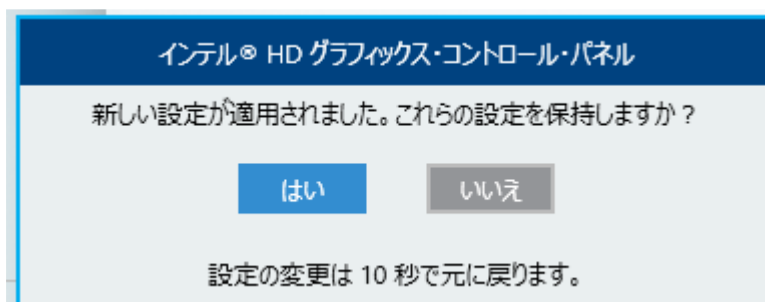 インテル® HD グラフィックス・コントロール・パネル
新しい設定が適用されました。これらの設定を保持しますか?
はい いいえ
設定の変更は 10 秒で元に戻ります。